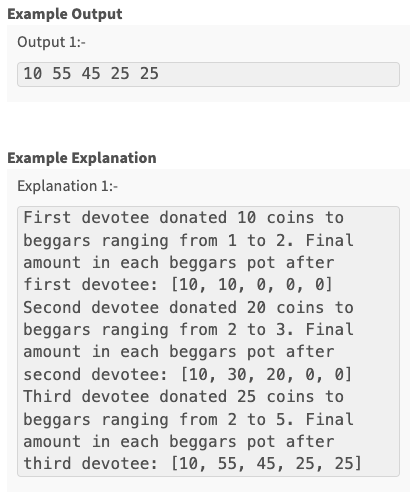 Example Output
Output 1:-
10 55 45 25 25
Example Explanation
Explanation 1:-
First devotee donated 10 coins to
beggars ranging from 1 to 2. Final
amount in each beggars pot after
first devotee: [10, 10, 0, 0, 0]
Second devotee donated 20 coins to
beggars ranging from 2 to 3. Final
amount in each beggars pot after
second devotee: [10, 30, 20, 0, 0]
Third devotee donated 25 coins to
beggars ranging from 2 to 5. Final
amount in each beggars pot after
third devotee: [10, 55, 45, 25, 25]